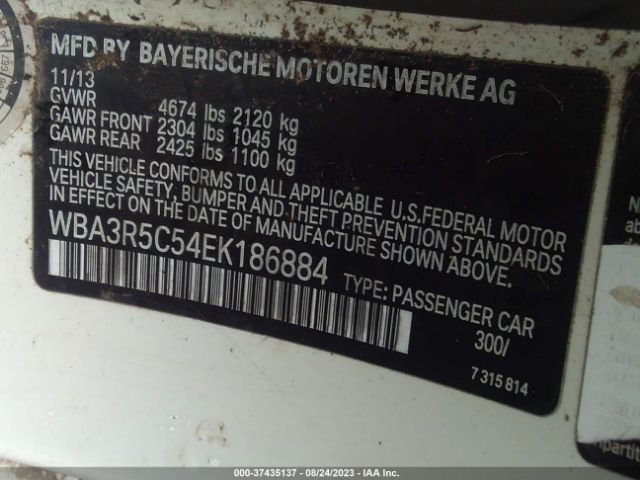 MFD BY BAYERISCHE MOTOREN WERKE AG
11/13
GVWR 4674 lbs 2120 kg
GAWR FRONT 2304 lbs 1045 kg
GAWR REAR 2425 lbs 1100 kg
THIS VEHICLE CONFORMS TO ALL APPLICABLE U.S.FEDERAL MOTOR
VEHICLE SAFETY, BUMPER AND THEFT PREVENTION STANDARDS
IN EFFECT ON THE DATE OF MANUFACTURE SHOWN ABOVE.
WBA3R5C54EK186884
TYPE: PASSENGER CAR
300/
7 315 814
000-37435137 - 08/24/2023 - IAA Inc.